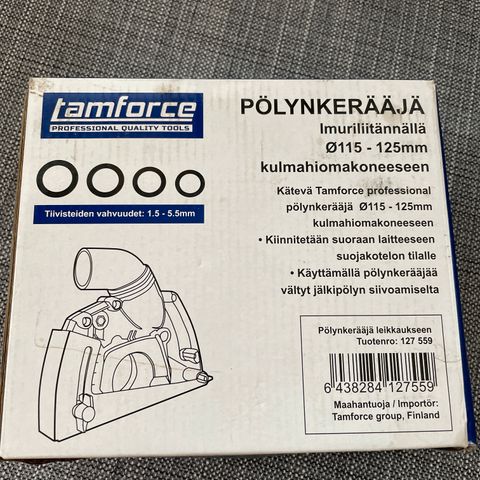 tamforce
PROFESSIONAL QUALITY TOOLS
Tiivisteiden vahvuudet: 1.5 - 5.5mm
PÖLYNKERÄÄJÄ
Imuriliitännällä
Ø115 - 125mm
kulmahiomakoneeseen
Kätevä Tamforce professional
pölynkerääjä Ø115 - 125mm
kulmahiomakoneeseen
• Kiinnitetään suoraan laitteeseen
suojakotelon tilalle
• Käyttämällä pölynkerääjää
vältyt jälkipölyn siivoamiselta
Pölynkerääjä leikkaukseen
Tuotenro: 127 559
6 438284 127559
Maahantuoja / Importör:
Tamforce group, Finland